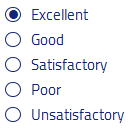 Excellent
Good
Satisfactory
Poor
Unsatisfactory